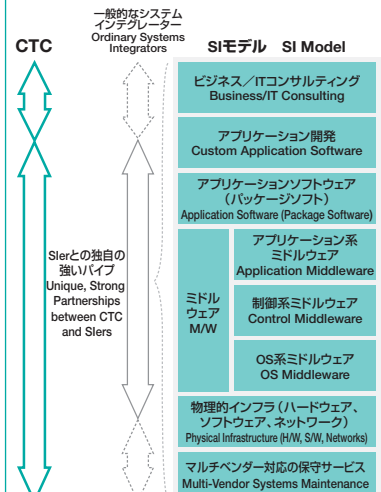 CTC
一般的なシステム
インテグレーター
Ordinary Systems
Integrators
SIモデル SI Model
ビジネス／ITコンサルティング
Business/IT Consulting
アプリケーション開発
Custom Application Software
アプリケーションソフトウェア
（パッケージソフト）
Application Software (Package Software)
SIerとの独自の
強いパイプ
Unique, Strong
Partnerships
between CTC
and SIers
ミドル
ウェア
M/W
アプリケーション系
ミドルウェア
Application Middleware
制御系ミドルウェア
Control Middleware
OS系ミドルウェア
OS Middleware
物理的インフラ（ハードウェア、
ソフトウェア、ネットワーク）
Physical Infrastructure (H/W, S/W, Networks)
マルチベンダー対応の保守サービス
Multi-Vendor Systems Maintenance